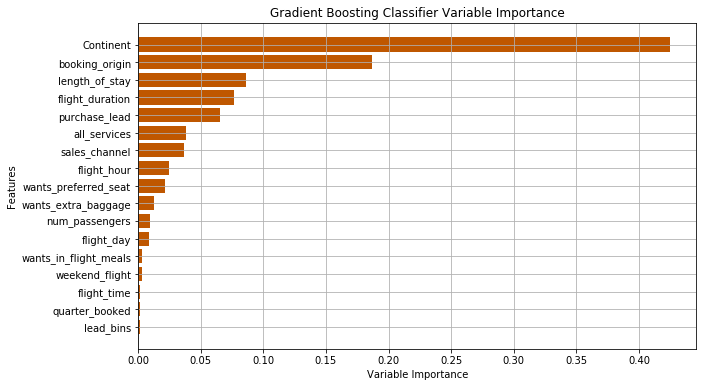 Gradient Boosting Classifier Variable Importance
Continent
booking_origin
length_of_stay
flight_duration
purchase_lead
all_services
sales_channel
flight_hour
wants_preferred_seat
wants_extra_baggage
num_passengers
flight_day
wants_in_flight_meals
weekend_flight
flight_time
quarter_booked
lead_bins
Features
0.00 0.05 0.10 0.15 0.20 0.25 0.30 0.35 0.40
Variable Importance